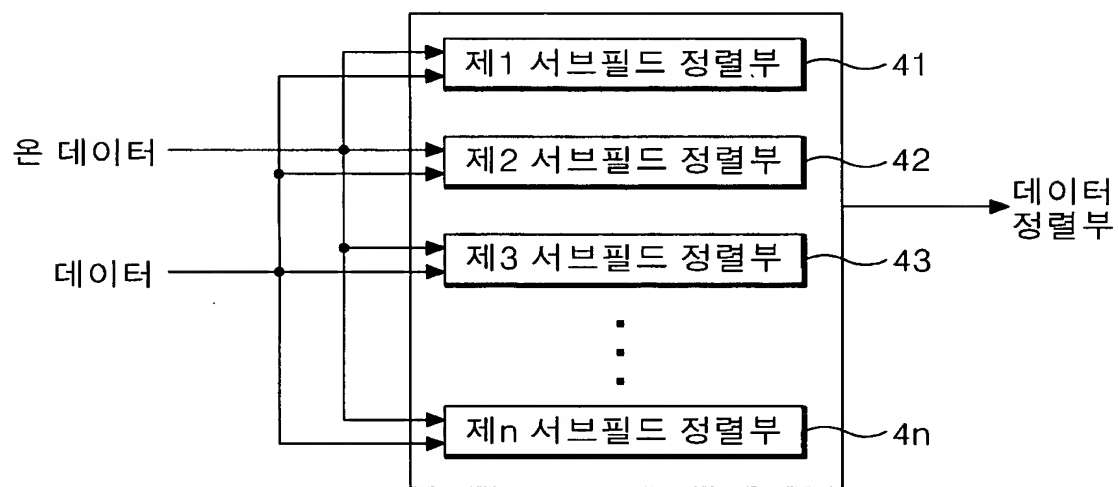 제1 서브필드 정렬부 41
온 데이터
제2 서브필드 정렬부 42
데이터
정렬부
데이터
제3 서브필드 정렬부 43
제n 서브필드 정렬부 4n